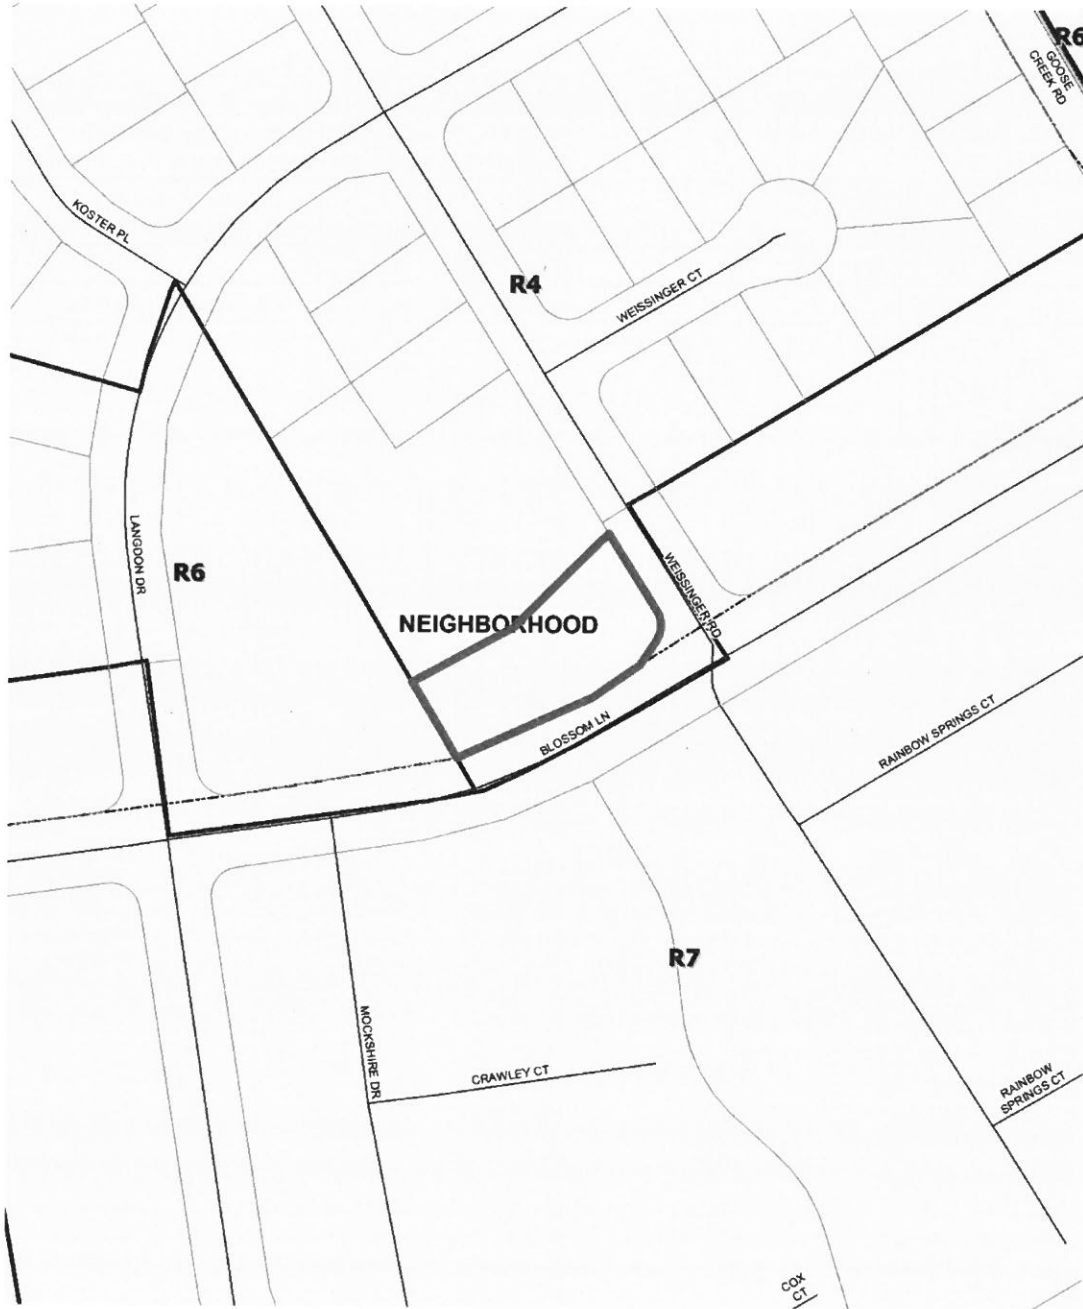 R6
GOOSE
CREEK RD
KOSTER PL
R4
WEISSINGER CT
LANGDON DR
R6
WEISSINGER RD
NEIGHBORHOOD
BLOSSOM LN
RAINBOW SPRINGS CT
R7
MOCKSHIRE DR
CRAWLEY CT
RAINBOW
SPRINGS CT
COX
CT